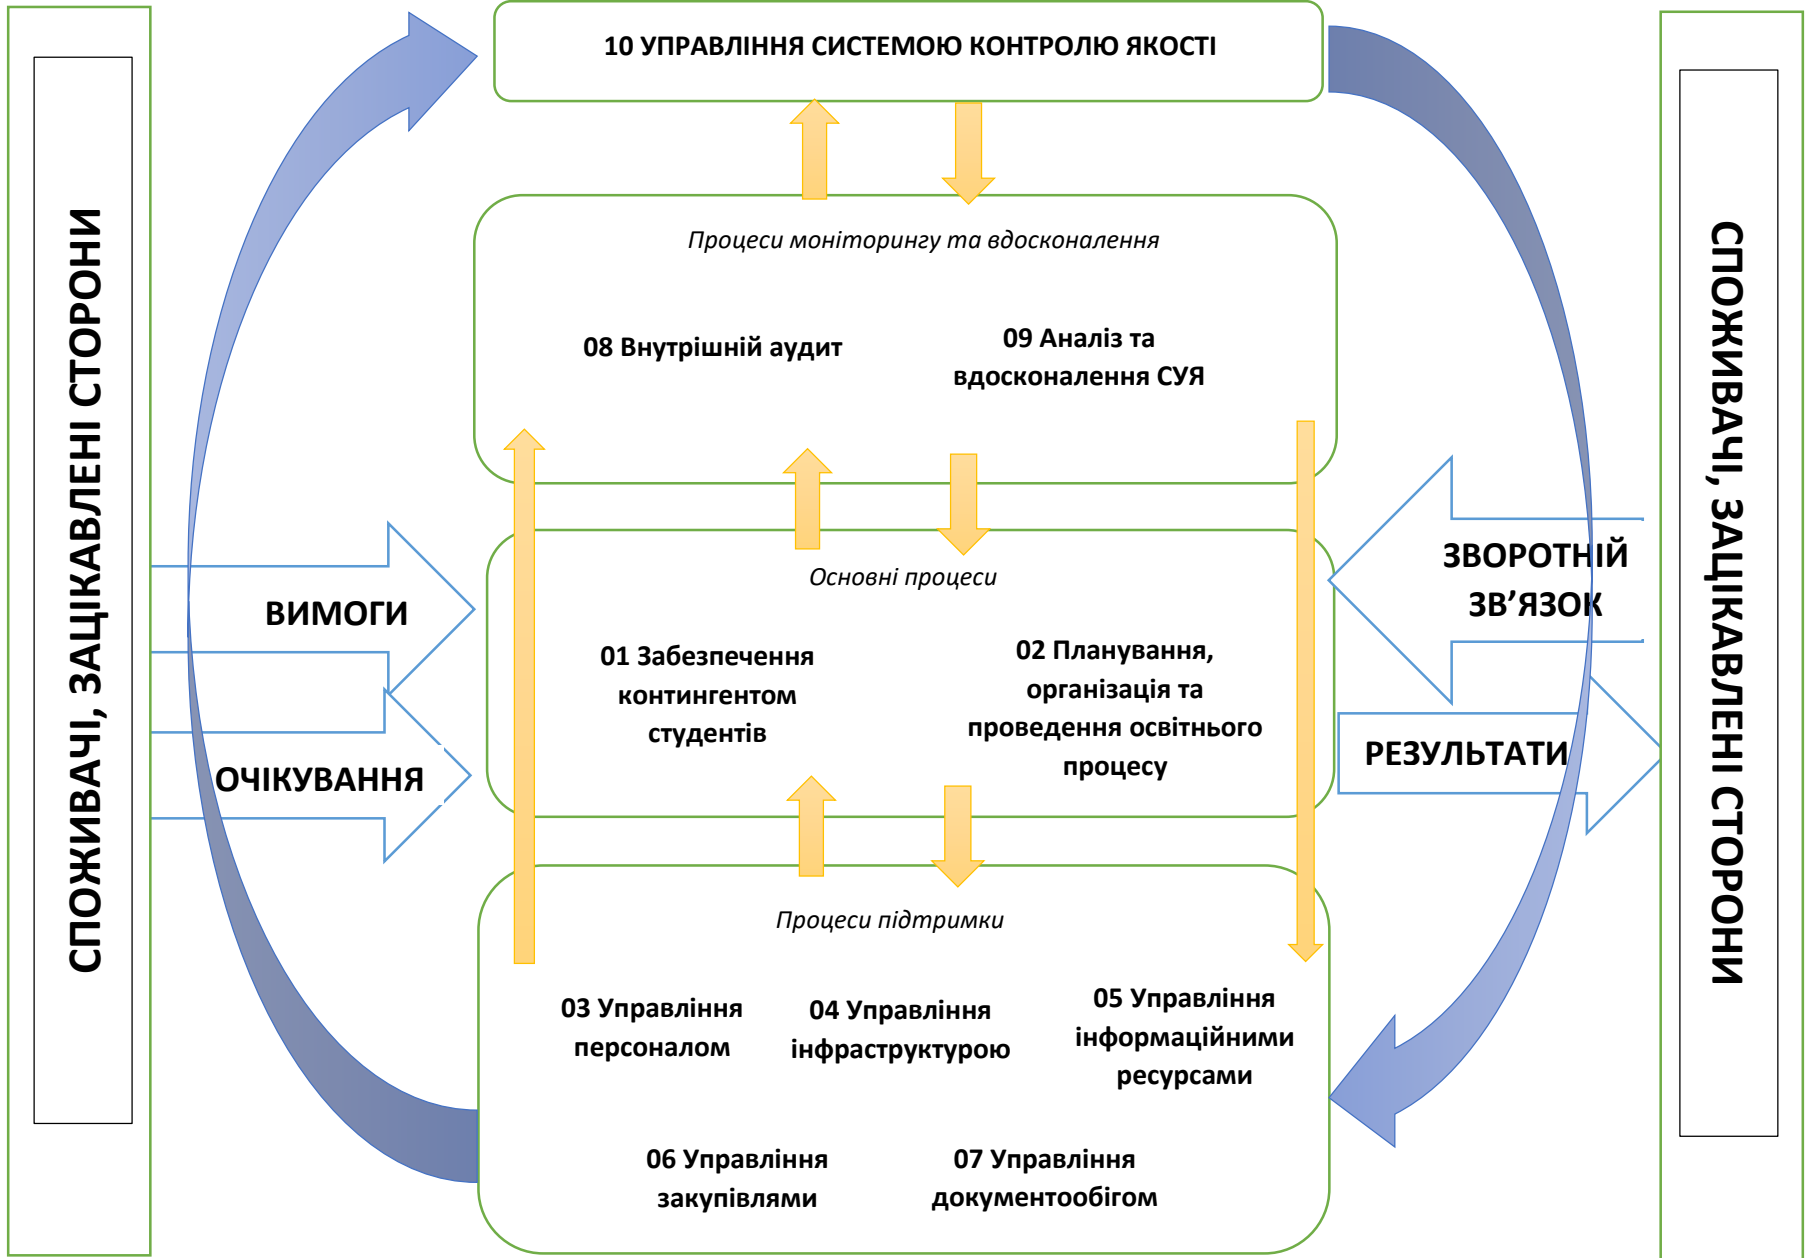 10 УПРАВЛІННЯ СИСТЕМОЮ КОНТРОЛЮ ЯКОСТІ
СПОЖИВАЧІ, ЗАЦІКАВЛЕНІ СТОРОНИ
Процеси моніторингу та вдосконалення
08 Внутрішній аудит
09 Аналіз та
вдосконалення СУЯ
ВИМОГИ
ОЧІКУВАННЯ
Основні процеси
01 Забезпечення
контингентом
студентів
02 Планування,
організація та
проведення освітнього
процесу
ЗВОРОТНІЙ
ЗВ’ЯЗОК
РЕЗУЛЬТАТИ
СПОЖИВАЧІ, ЗАЦІКАВЛЕНІ СТОРОНИ
Процеси підтримки
03 Управління
персоналом
04 Управління
інфраструктурою
05 Управління
інформаційними
ресурсами
06 Управління
закупівлями
07 Управління
документообігом